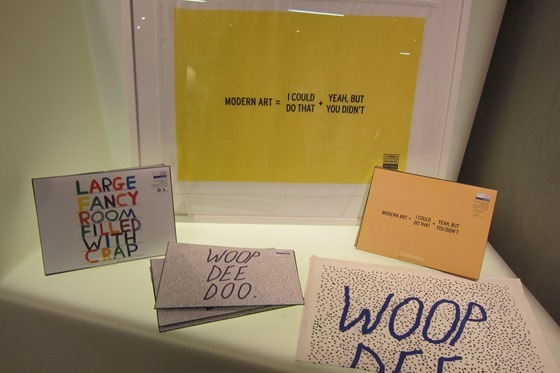 MODERN ART = I COULD DO THAT + YEAH, BUT YOU DIDN'T
LARGE
FANCY
ROOM
FILLED
WITH
CRAP
MODERN ART = I COULD DO THAT + YEAH, BUT YOU DIDN'T
WOOP
DEE
DOO.
WOOP
DEE